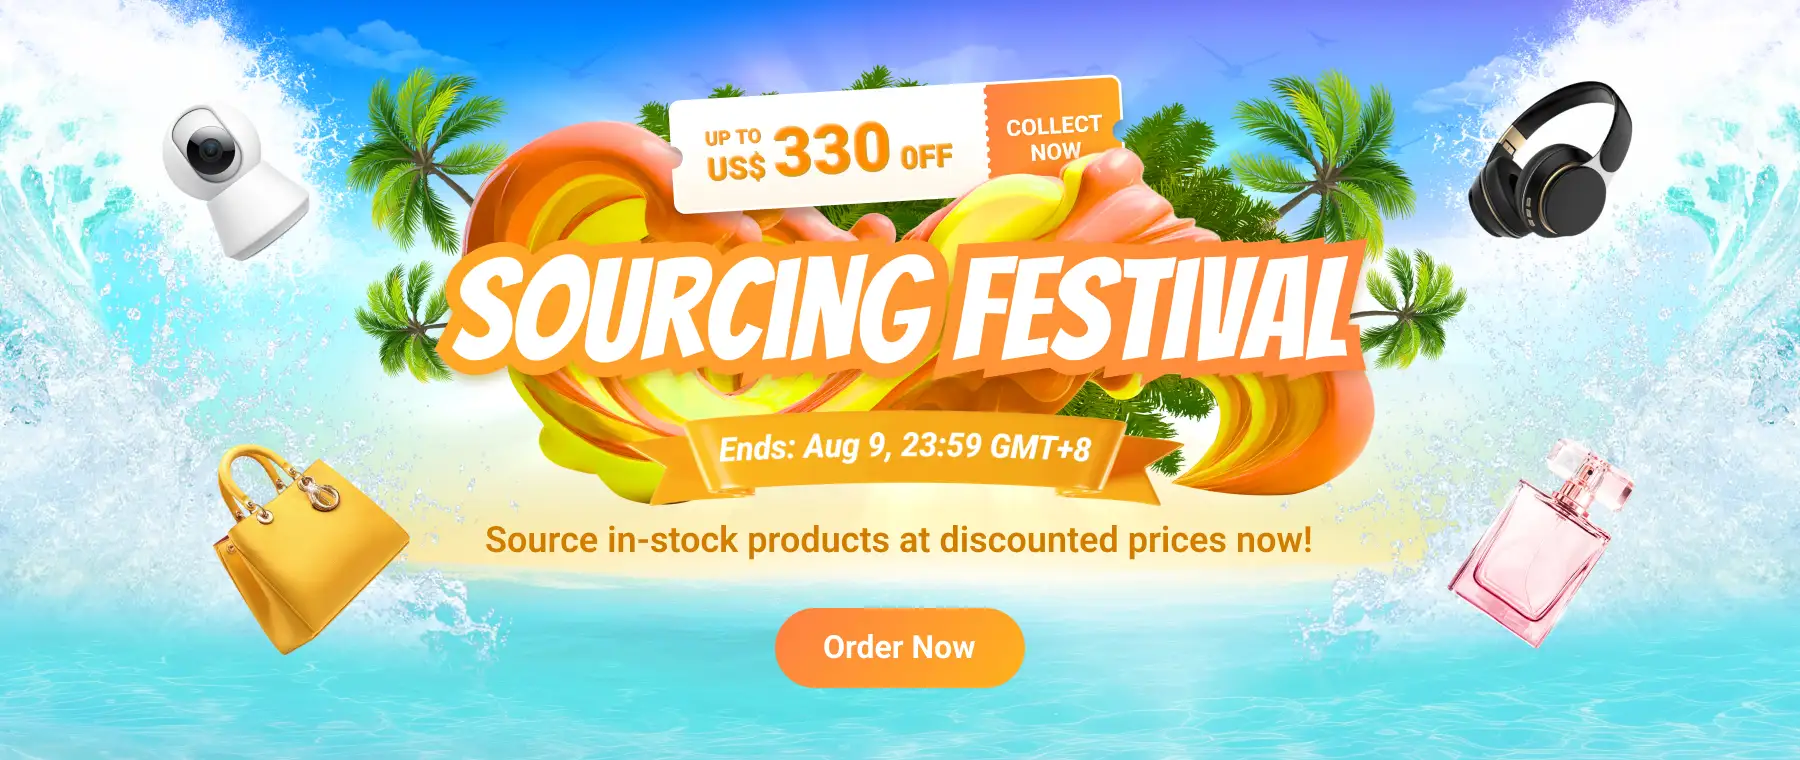 UP TO
US$ 330 OFF
COLLECT
NOW
SOURCING FESTIVAL
Ends: Aug 9, 23:59 GMT+8
Source in-stock products at discounted prices now!
Order Now